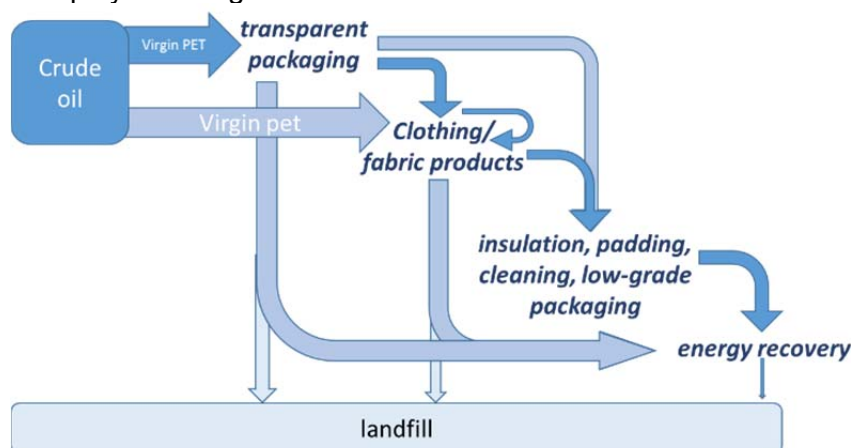 Crude
oil
Virgin PET
transparent
packaging
Virgin pet
Clothing/
fabric products
insulation, padding,
cleaning, low-grade
packaging
energy recovery
landfill